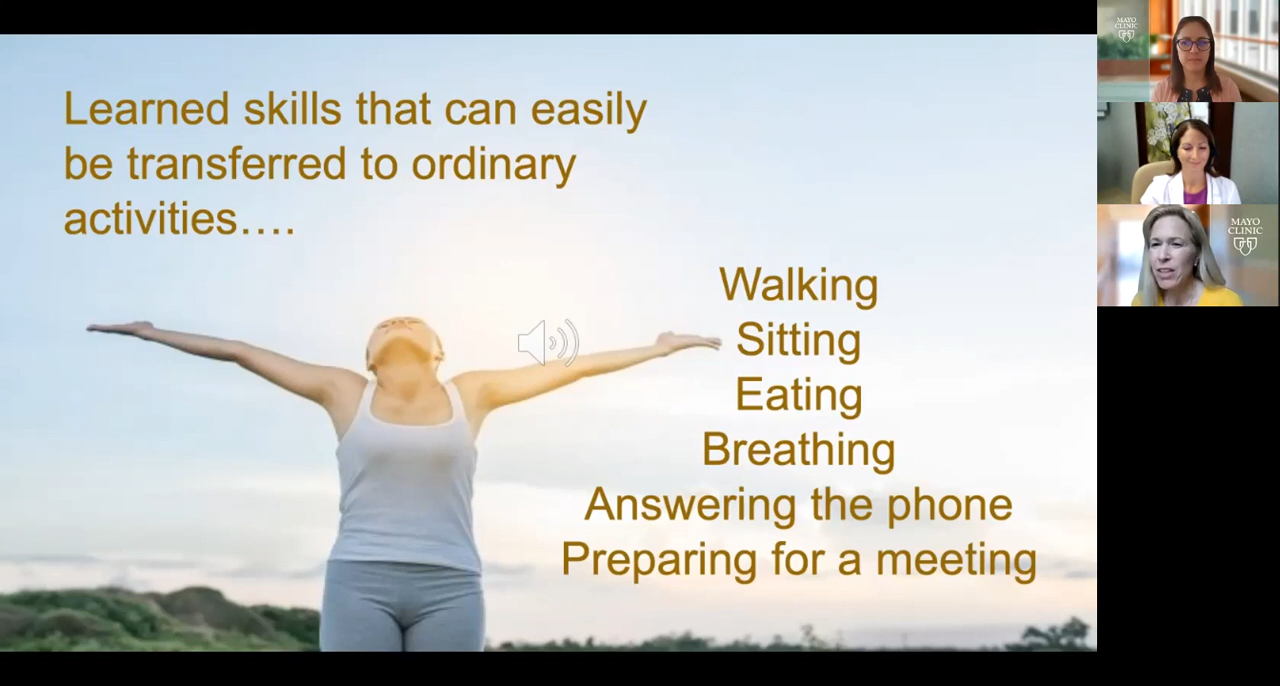 Learned skills that can easily
be transferred to ordinary
activities....
Walking
Sitting
Eating
Breathing
Answering the phone
Preparing for a meeting
MAYO
CLINIC
MAYO
CLINIC